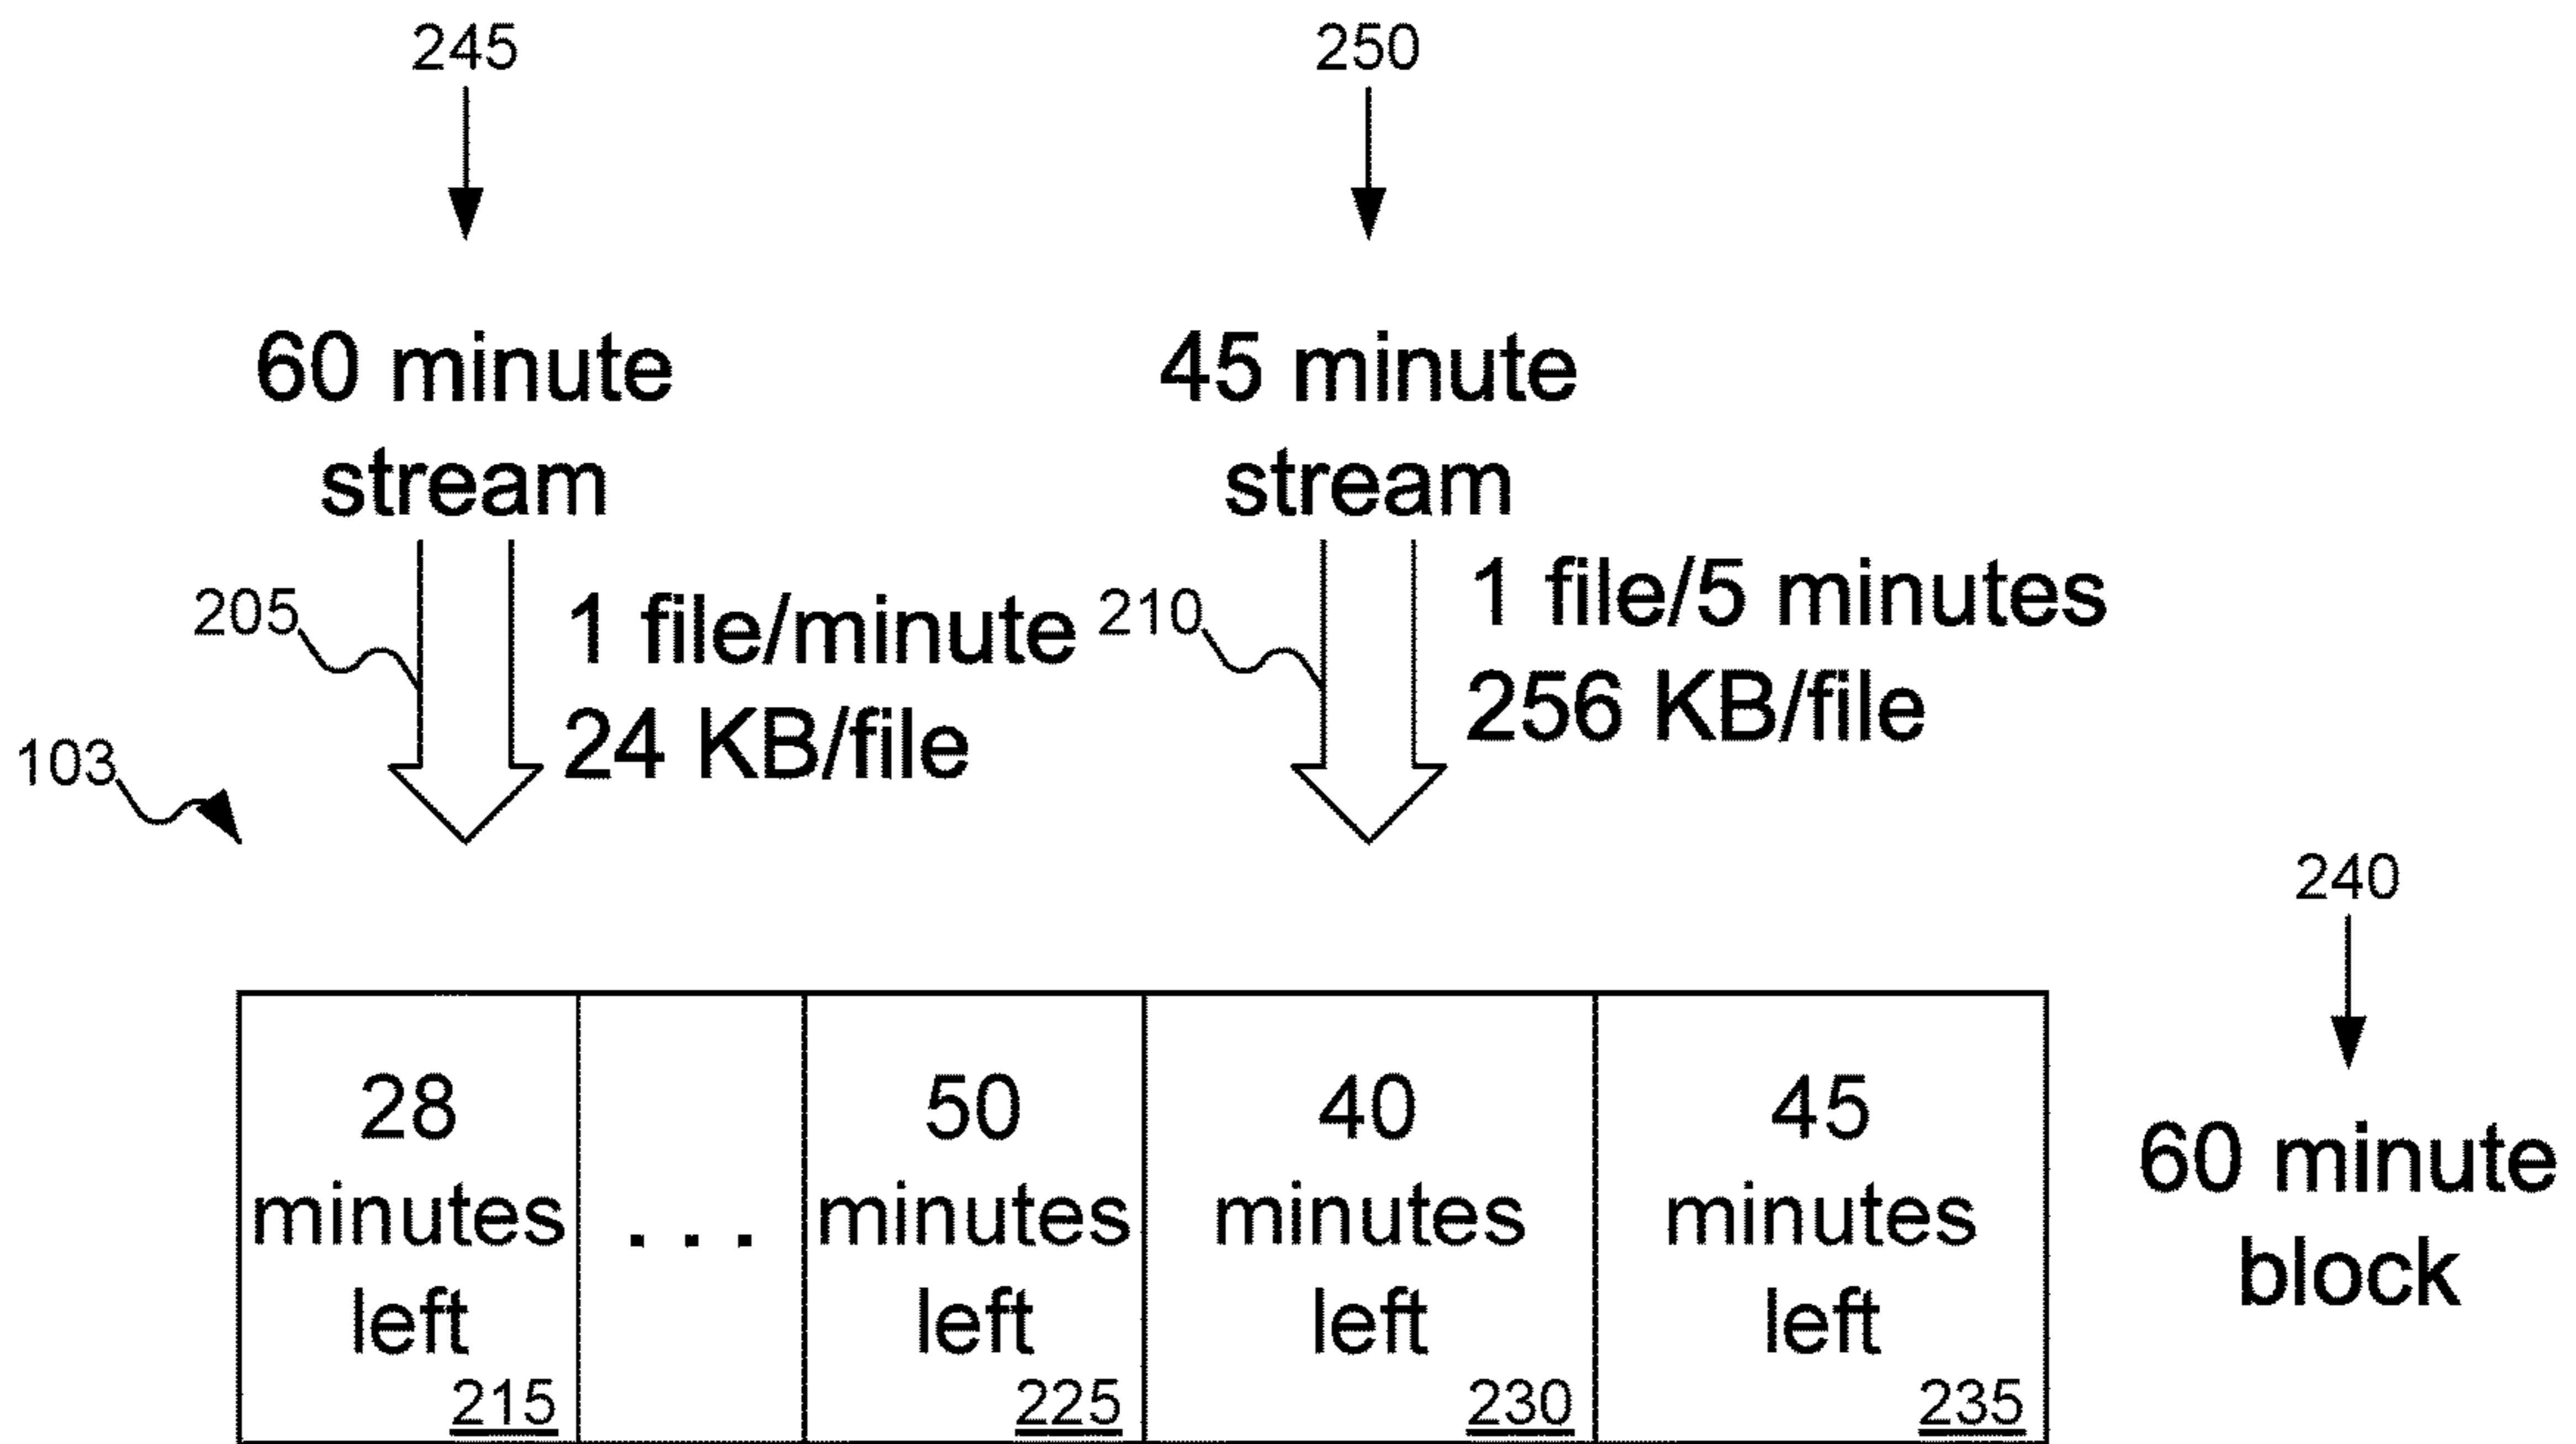 245
250
60 minute
stream
45 minute
stream
205
1 file/minute
24 KB/file
210
1 file/5 minutes
256 KB/file
103
240
28
minutes
left
215
. . .
50
minutes
left
225
40
minutes
left
230
45
minutes
left
235
60 minute
block